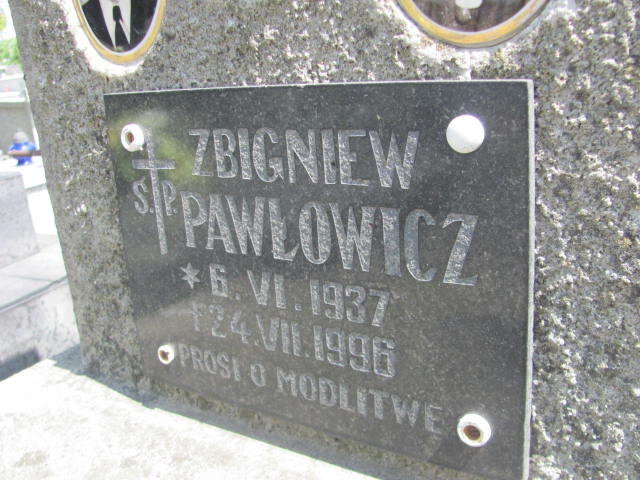 ZBIGNIEW
Ś.P. PAWŁOWICZ
* 6.VI.1937
† 24.VII.1996
PROSI O MODLITWĘ